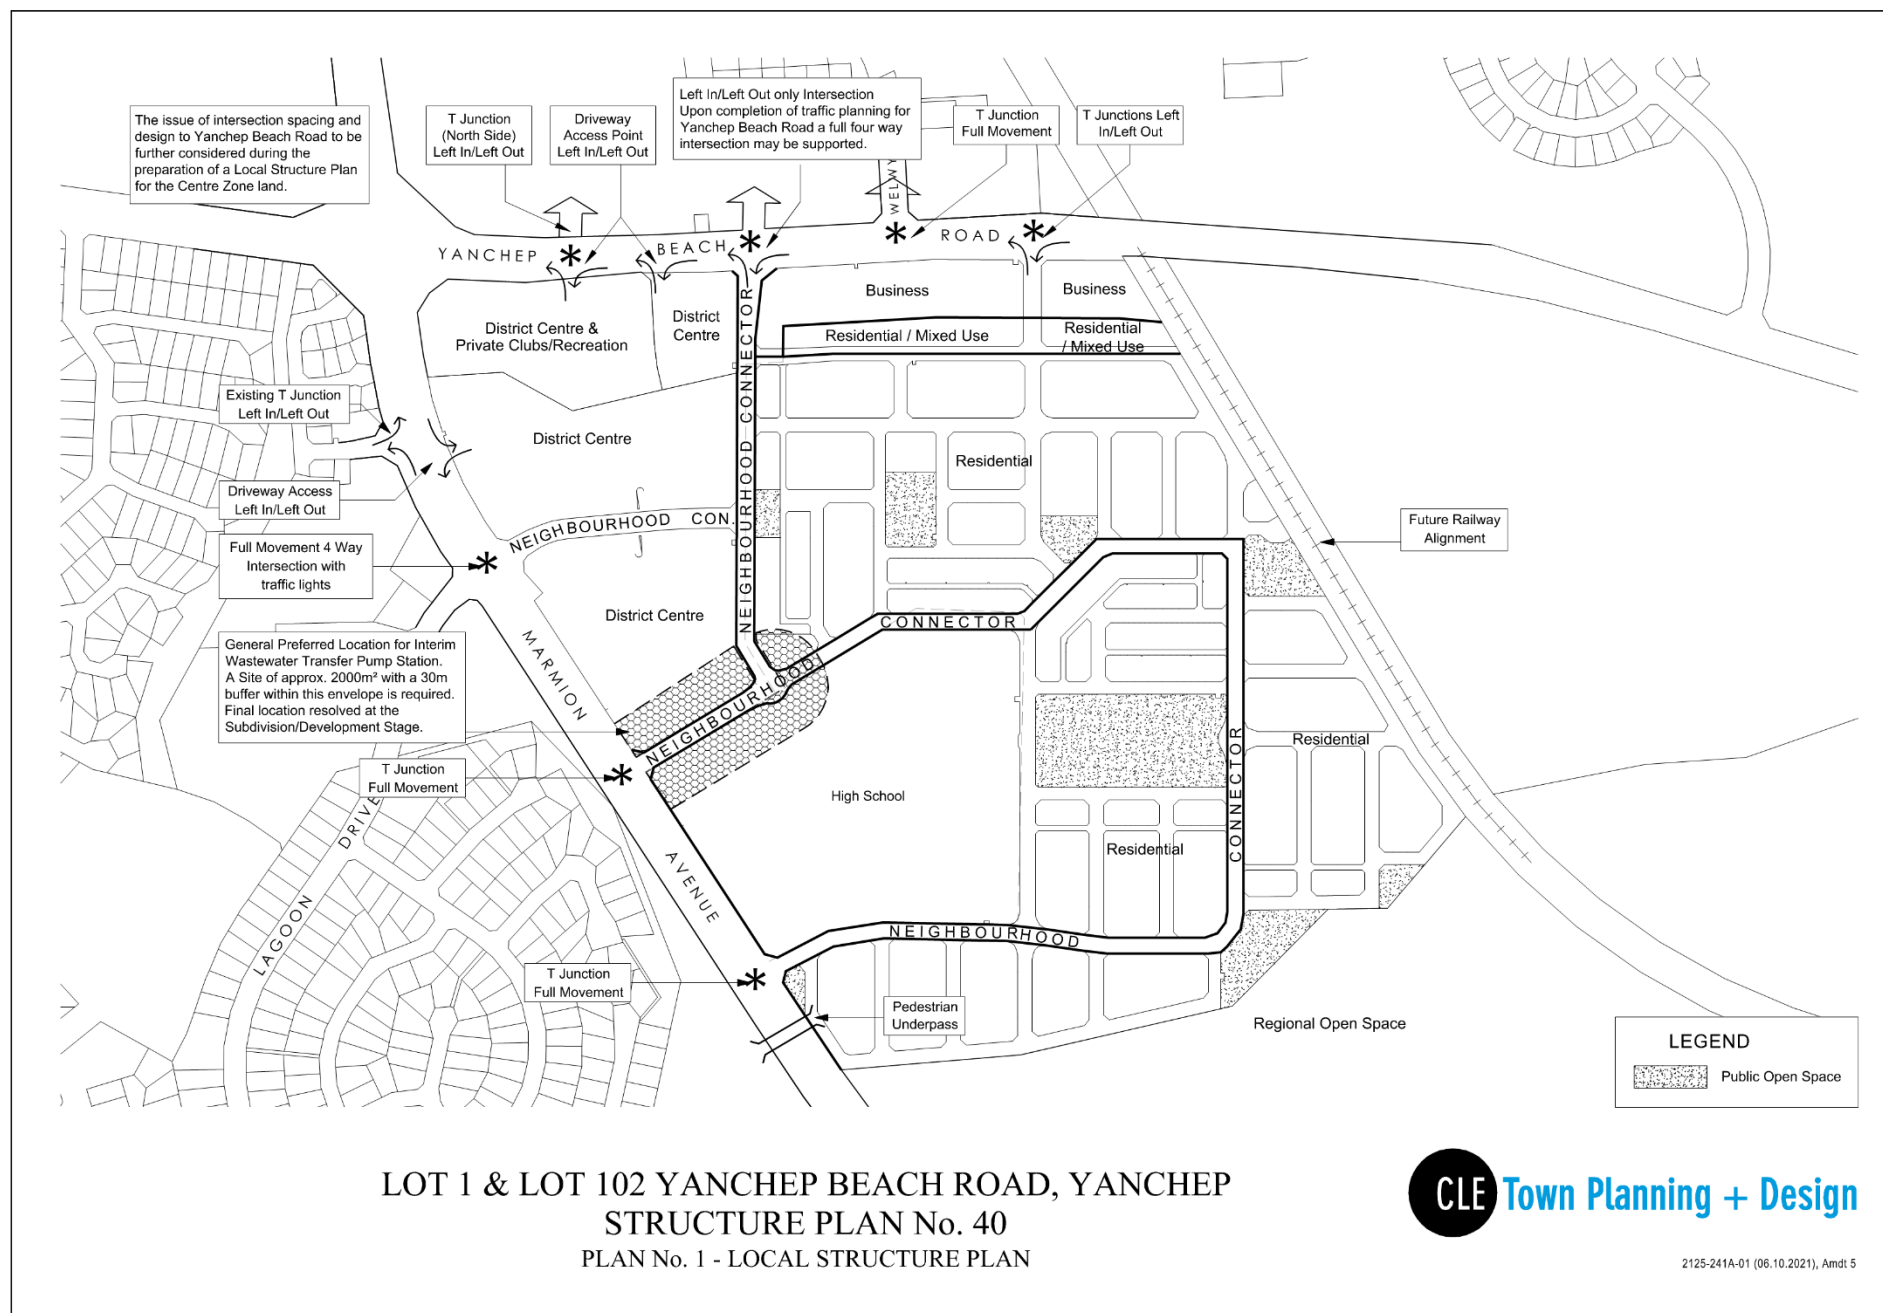 The issue of intersection spacing and
design to Yanchep Beach Road to be
further considered during the
preparation of a Local Structure Plan
for the Centre Zone land.
T Junction
(North Side)
Left In/Left Out
Driveway
Access Point
Left In/Left Out
Left In/Left Out only Intersection
Upon completion of traffic planning for
Yanchep Beach Road a full four way
intersection may be supported.
T Junction
Full Movement
T Junctions Left
In/Left Out
YANCHEP BEACH ROAD
Business
Business
District Centre &
Private Clubs/Recreation
District
Centre
Residential / Mixed Use
Residential
/ Mixed Use
NEIGHBOURHOOD CONNECTOR
Existing T Junction
Left In/Left Out
District Centre
Residential
Driveway Access
Left In/Left Out
NEIGHBOURHOOD CON.
Future Railway
Alignment
Full Movement 4 Way
Intersection with
traffic lights
District Centre
CONNECTOR
General Preferred Location for Interim
Wastewater Transfer Pump Station.
A Site of approx. 2000m² with a 30m
buffer within this envelope is required.
Final location resolved at the
Subdivision/Development Stage.
MARMION
NEIGHBOURHOOD
Residential
T Junction
Full Movement
High School
CONNECTOR
LAGOON DRIVE
Residential
AVENUE
NEIGHBOURHOOD
T Junction
Full Movement
Pedestrian
Underpass
Regional Open Space
LEGEND
Public Open Space
LOT 1 & LOT 102 YANCHEP BEACH ROAD, YANCHEP
STRUCTURE PLAN No. 40
PLAN No. 1 - LOCAL STRUCTURE PLAN
CLE Town Planning + Design
2125-241A-01 (06.10.2021), Amdt 5